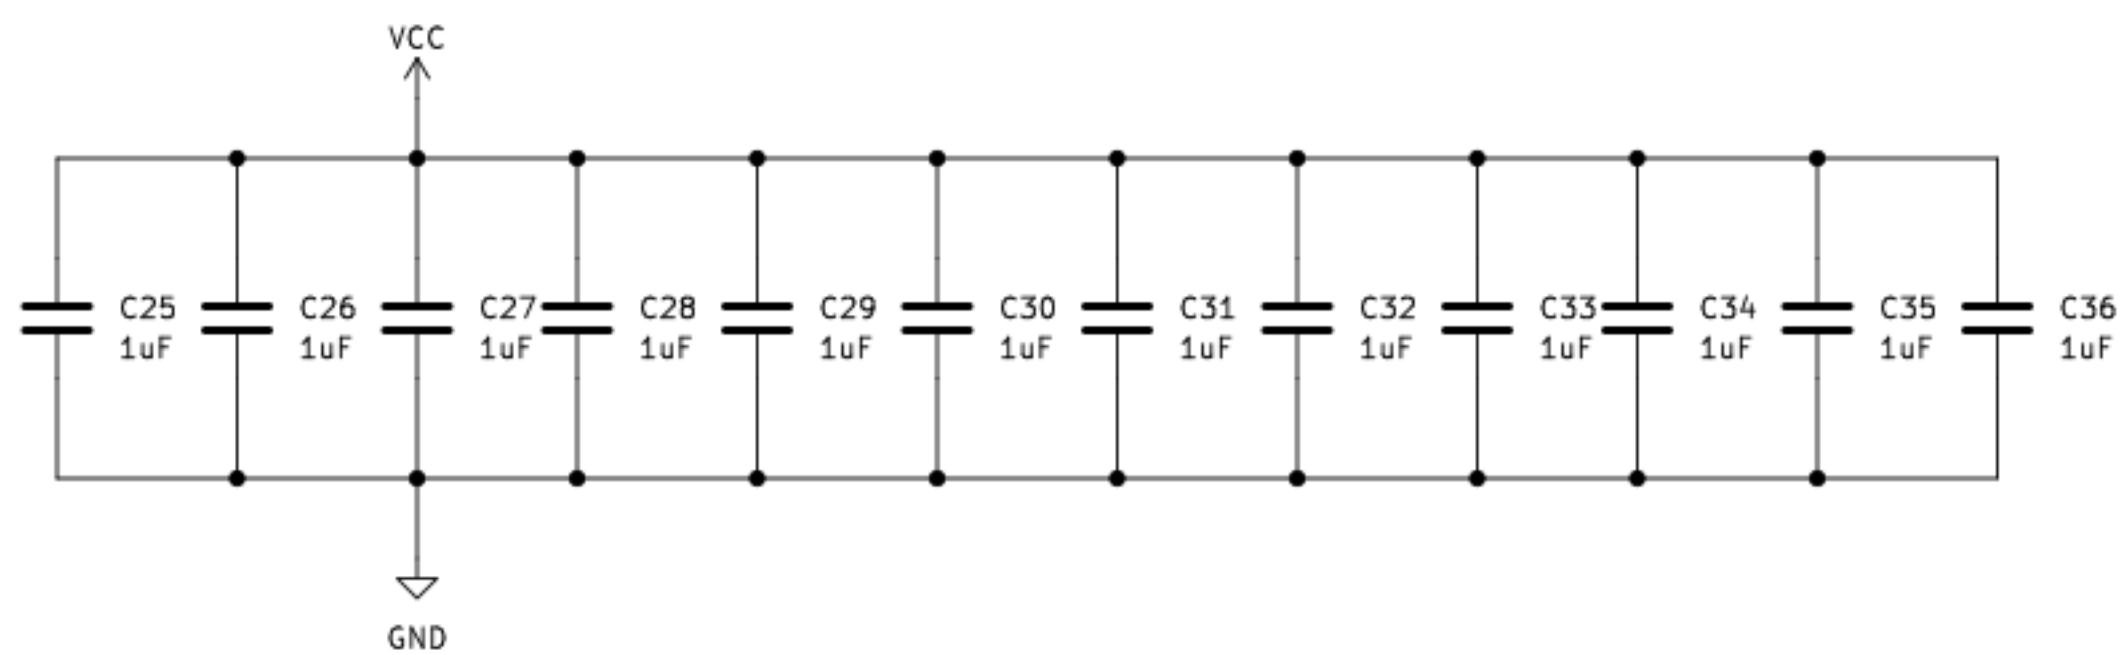 VCC
C25 C26 C27 C28 C29 C30 C31 C32 C33 C34 C35 C36
1uF 1uF 1uF 1uF 1uF 1uF 1uF 1uF 1uF 1uF 1uF 1uF
GND